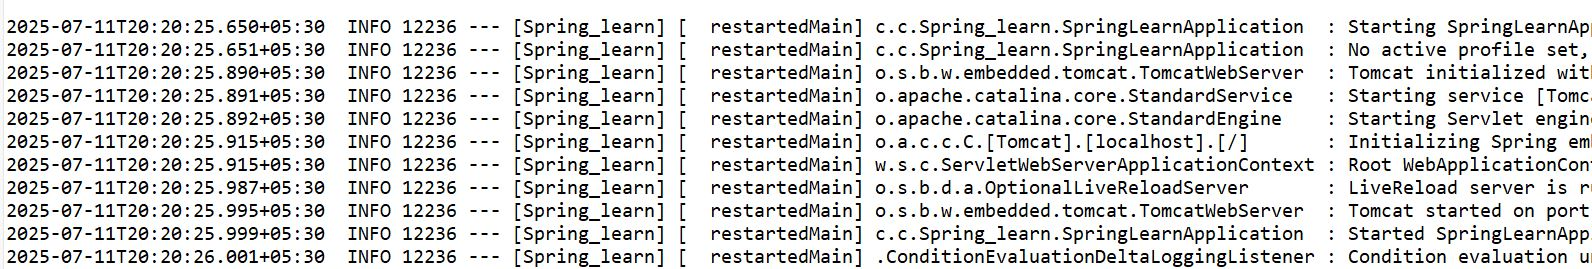 2025-07-11T20:20:25.650+05:30  INFO 12236 --- [Spring_learn] [  restartedMain] c.c.Spring_learn.SpringLearnApplication  : Starting SpringLearnApp
2025-07-11T20:20:25.651+05:30  INFO 12236 --- [Spring_learn] [  restartedMain] c.c.Spring_learn.SpringLearnApplication  : No active profile set,
2025-07-11T20:20:25.890+05:30  INFO 12236 --- [Spring_learn] [  restartedMain] o.s.b.w.embedded.tomcat.TomcatWebServer  : Tomcat initialized wit
2025-07-11T20:20:25.891+05:30  INFO 12236 --- [Spring_learn] [  restartedMain] o.apache.catalina.core.StandardService   : Starting service [Tomc
2025-07-11T20:20:25.892+05:30  INFO 12236 --- [Spring_learn] [  restartedMain] o.apache.catalina.core.StandardEngine    : Starting Servlet engin
2025-07-11T20:20:25.915+05:30  INFO 12236 --- [Spring_learn] [  restartedMain] o.a.c.c.C.[Tomcat].[localhost].[/]       : Initializing Spring em
2025-07-11T20:20:25.915+05:30  INFO 12236 --- [Spring_learn] [  restartedMain] w.s.c.ServletWebServerApplicationContext : Root WebApplicationCon
2025-07-11T20:20:25.987+05:30  INFO 12236 --- [Spring_learn] [  restartedMain] o.s.b.d.a.OptionalLiveReloadServer       : LiveReload server is r
2025-07-11T20:20:25.995+05:30  INFO 12236 --- [Spring_learn] [  restartedMain] o.s.b.w.embedded.tomcat.TomcatWebServer  : Tomcat started on port
2025-07-11T20:20:25.999+05:30  INFO 12236 --- [Spring_learn] [  restartedMain] c.c.Spring_learn.SpringLearnApplication  : Started SpringLearnApp
2025-07-11T20:20:26.001+05:30  INFO 12236 --- [Spring_learn] [  restartedMain] .ConditionEvaluationDeltaLoggingListener : Condition evaluation u